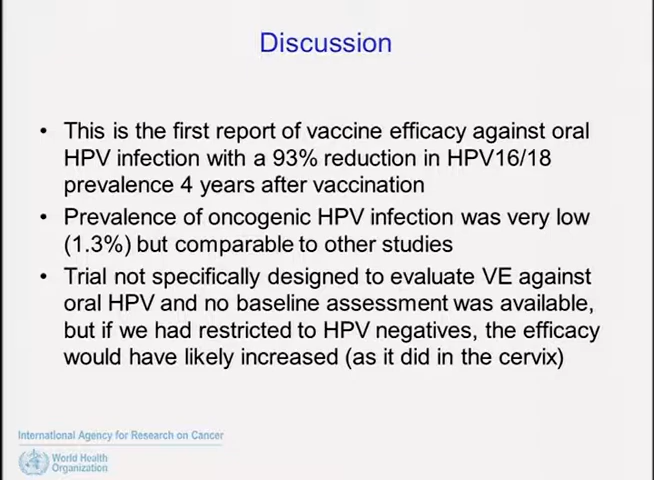 Discussion
• This is the first report of vaccine efficacy against oral
HPV infection with a 93% reduction in HPV16/18
prevalence 4 years after vaccination
• Prevalence of oncogenic HPV infection was very low
(1.3%) but comparable to other studies
• Trial not specifically designed to evaluate VE against
oral HPV and no baseline assessment was available,
but if we had restricted to HPV negatives, the efficacy
would have likely increased (as it did in the cervix)
International Agency for Research on Cancer
World Health
Organization